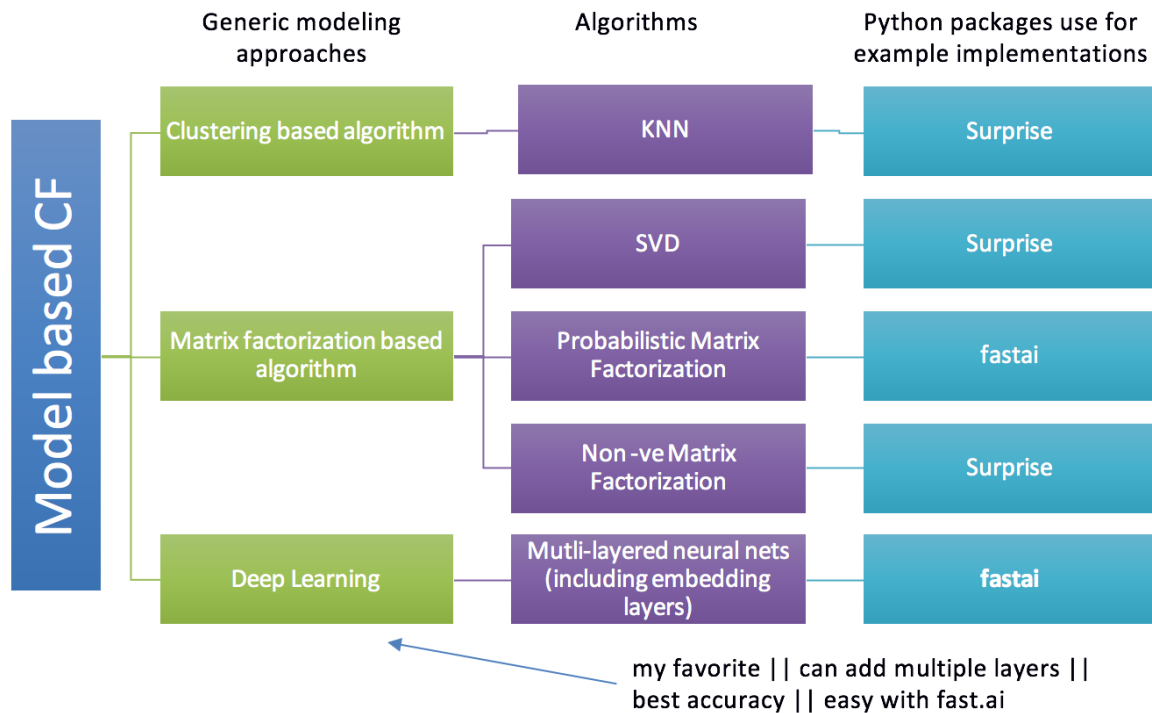 Generic modeling
approaches
Algorithms
Python packages use for
example implementations
Model based CF
Clustering based algorithm
KNN
Surprise
SVD
Surprise
Matrix factorization based
algorithm
Probabilistic Matrix
Factorization
fastai
Non -ve Matrix
Factorization
Surprise
Deep Learning
Mutli-layered neural nets
(including embedding
layers)
fastai
my favorite || can add multiple layers ||
best accuracy || easy with fast.ai